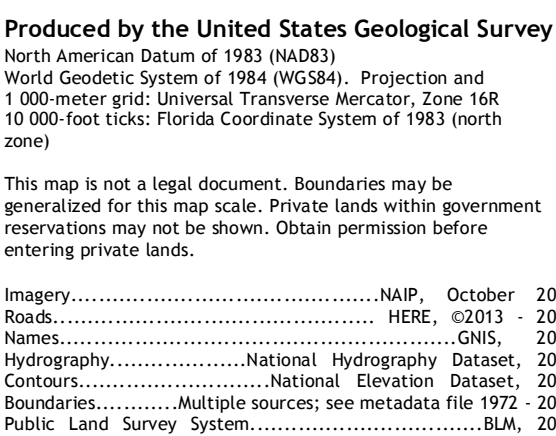 Produced by the United States Geological Survey
North American Datum of 1983 (NAD83)
World Geodetic System of 1984 (WGS84).  Projection and
1 000-meter grid: Universal Transverse Mercator, Zone 16R
10 000-foot ticks: Florida Coordinate System of 1983 (north
zone)
This map is not a legal document. Boundaries may be
generalized for this map scale. Private lands within government
reservations may not be shown. Obtain permission before
entering private lands.
Imagery.........................................NAIP, October 20
Roads........................................ HERE, ©2013 - 20
Names....................................................GNIS, 20
Hydrography...................National Hydrography Dataset, 20
Contours............................National Elevation Dataset, 20
Boundaries............Multiple sources; see metadata file 1972 - 20
Public Land Survey System.................................BLM, 20